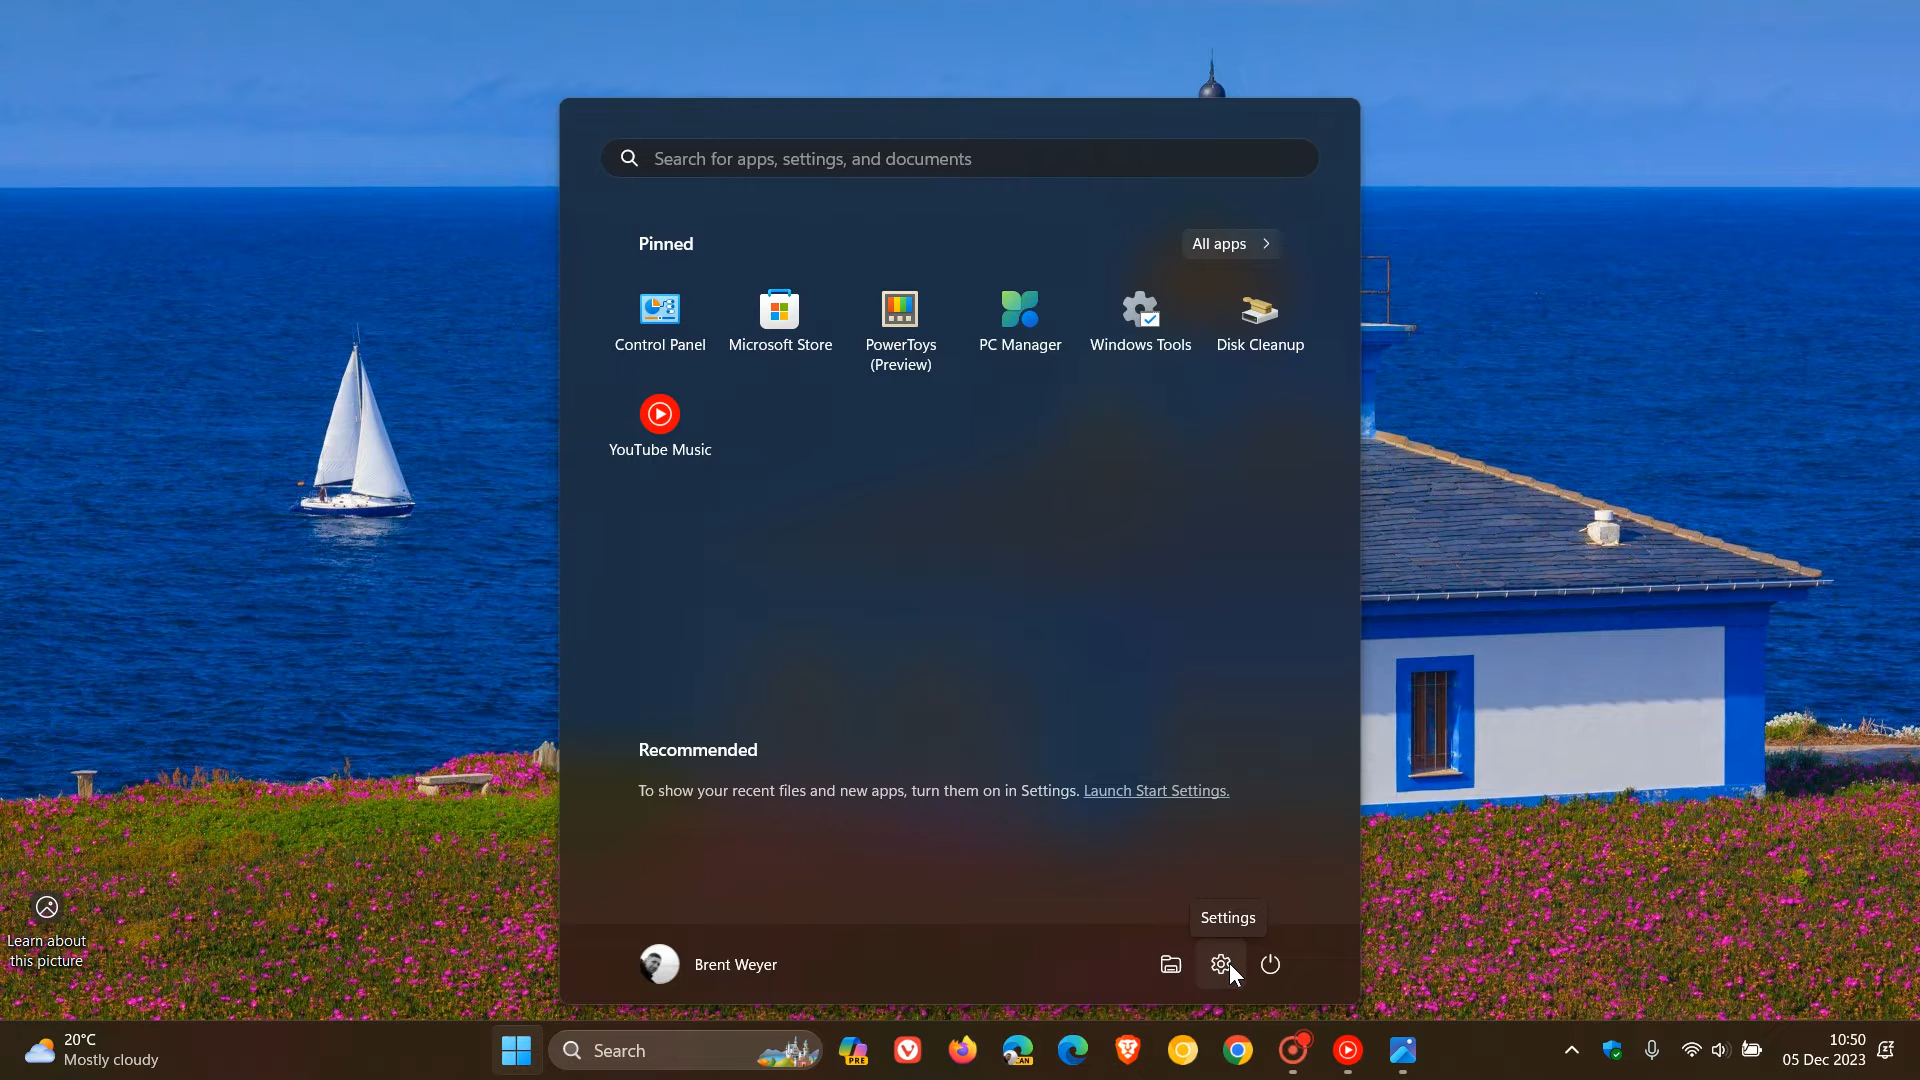 Search for apps, settings, and documents
Pinned
All apps
Control Panel
Microsoft Store
PowerToys
(Preview)
PC Manager
Windows Tools
Disk Cleanup
YouTube Music
Recommended
To show your recent files and new apps, turn them on in Settings. Launch Start Settings.
Settings
Brent Weyer
Learn about
this picture
20°C
Mostly cloudy
Search
PRE
CAN
10:50
05 Dec 2023